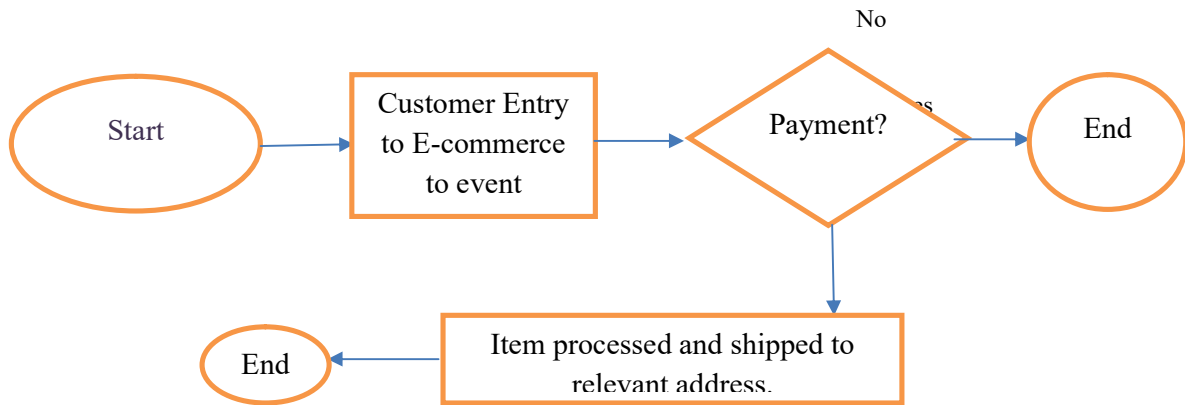 No
Start
Customer Entry
to E-commerce
to event
Payment?
End
Item processed and shipped to
relevant address.
End